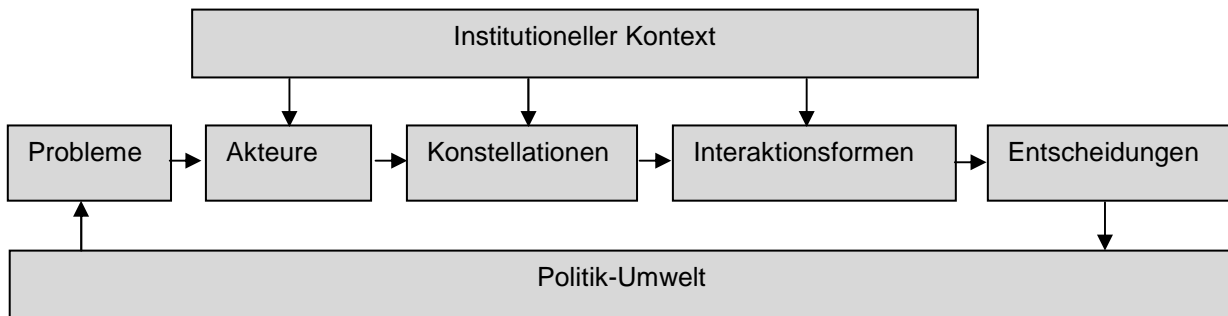 Institutioneller Kontext
Probleme
Akteure
Konstellationen
Interaktionsformen
Entscheidungen
Politik-Umwelt